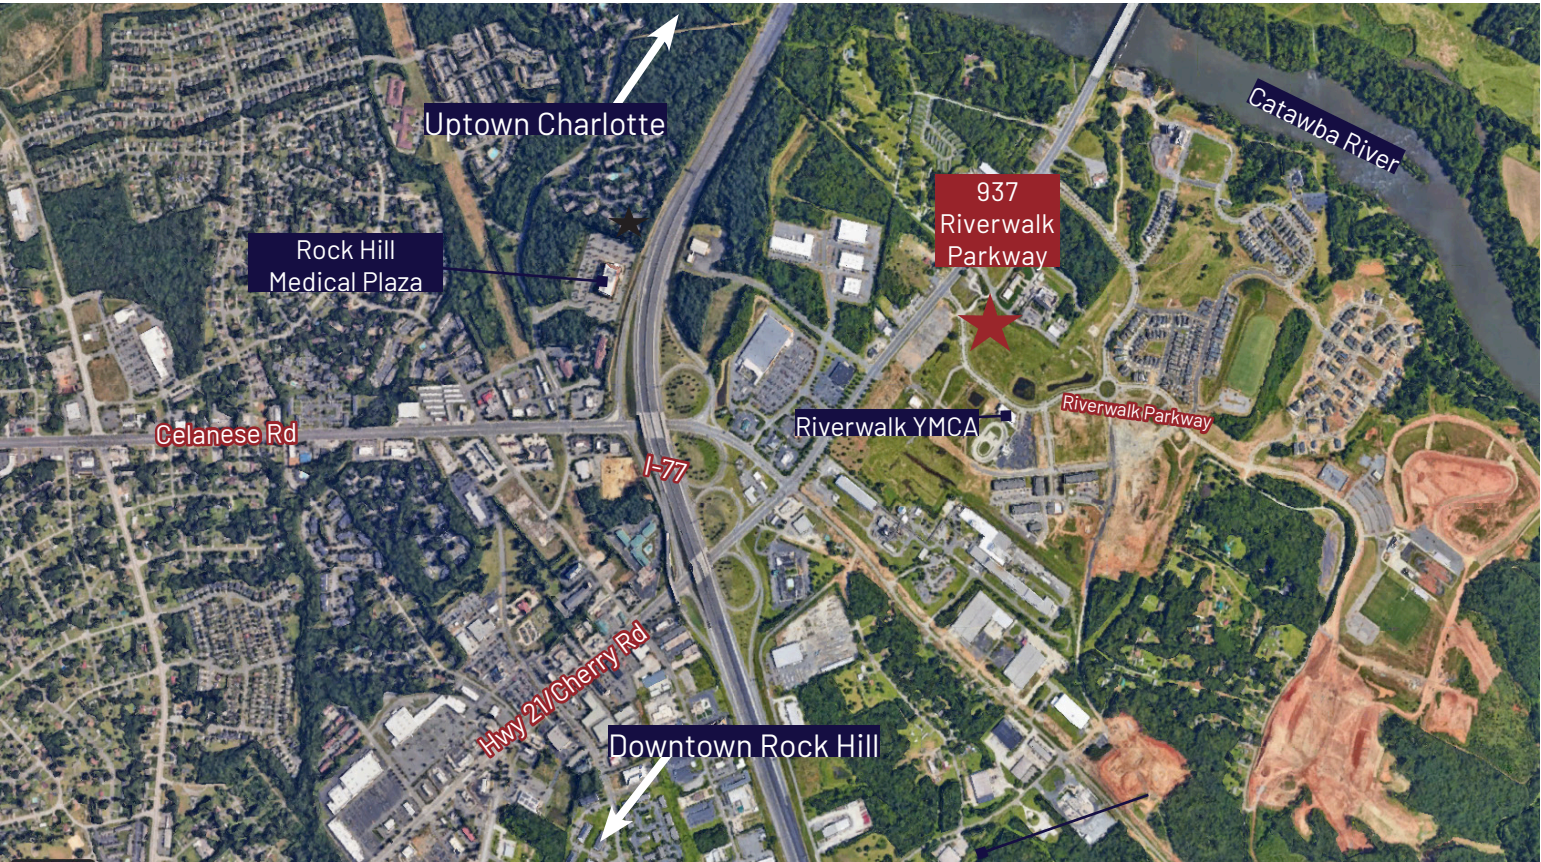 Uptown Charlotte
Catawba River
937
Riverwalk
Parkway
Rock Hill
Medical Plaza
Riverwalk Parkway
Riverwalk YMCA
Celanese Rd
I-77
Hwy 21/Cherry Rd
Downtown Rock Hill